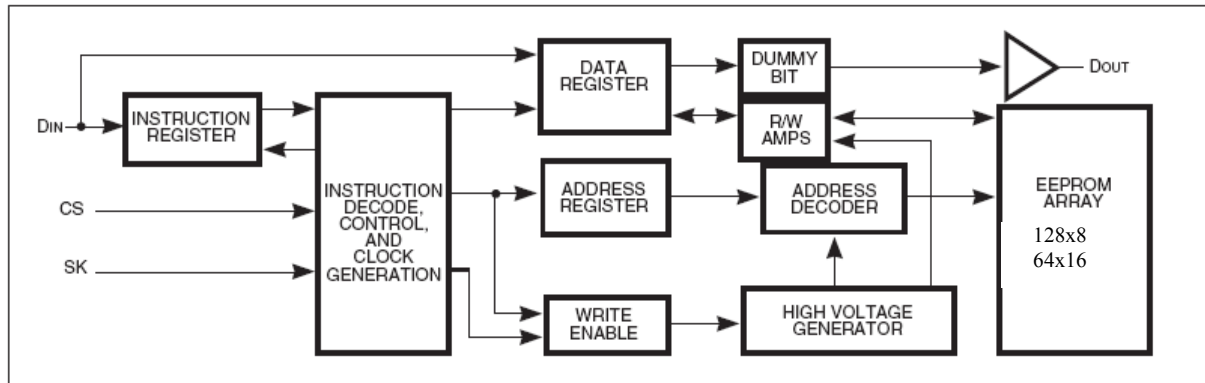 DIN
INSTRUCTION
REGISTER
CS
SK
INSTRUCTION
DECODE,
CONTROL,
AND
CLOCK
GENERATION
DATA
REGISTER
ADDRESS
REGISTER
WRITE
ENABLE
DUMMY
BIT
R/W
AMPS
ADDRESS
DECODER
HIGH VOLTAGE
GENERATOR
DOUT
EEPROM
ARRAY
128x8
64x16